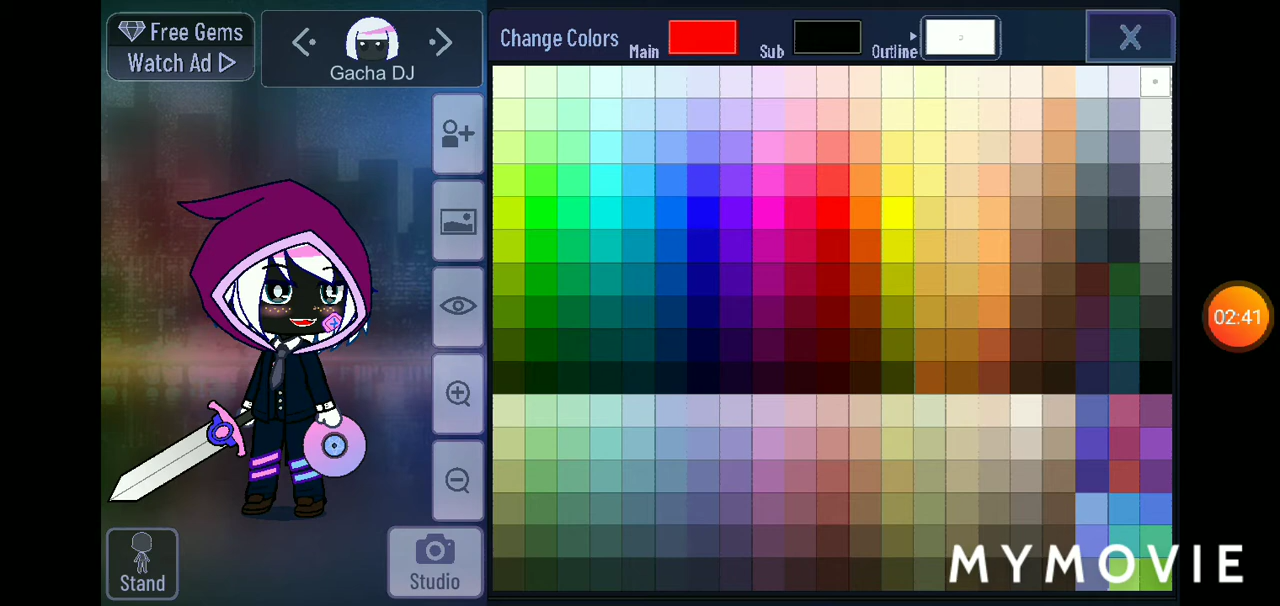 Free Gems
Watch Ad
Gacha DJ
Change Colors Main Sub Outline X
02:41
Stand
Studio
MYMOVIE